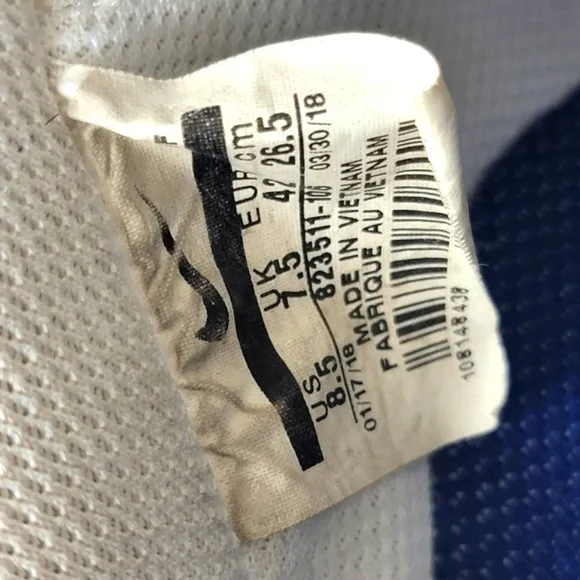 US UK EUR cm
8.5 7.5 42 26.5
823511-106
01/17/18 03/30/18
MADE IN VIETNAM
FABRIQUE AU VIETNAM
108148438